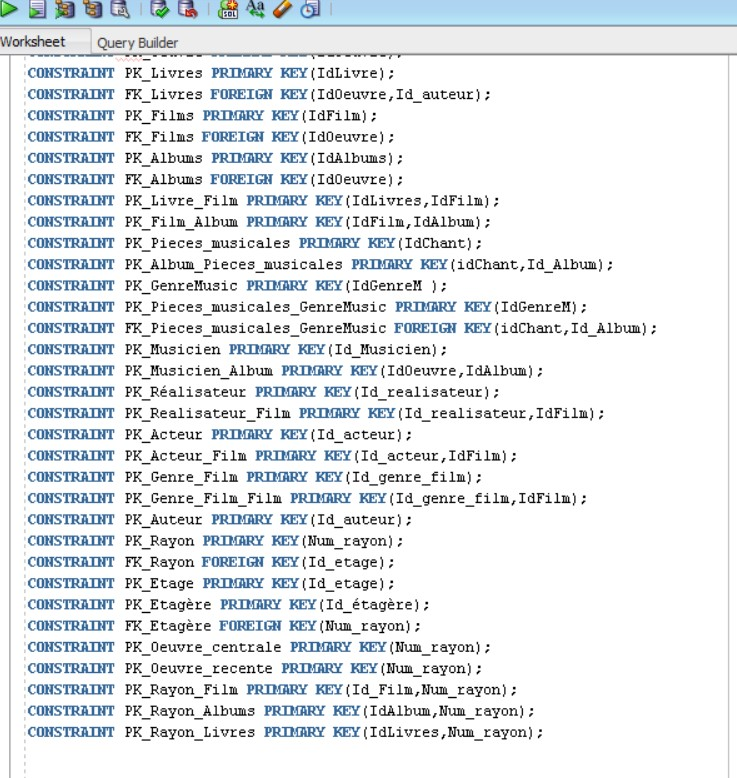 SQL
Aa
Worksheet Query Builder
CONSTRAINT PK_Livres PRIMARY KEY(IdLivre);
CONSTRAINT FK_Livres FOREIGN KEY(IdOeuvre,Id_auteur);
CONSTRAINT PK_Films PRIMARY KEY(IdFilm);
CONSTRAINT FK_Films FOREIGN KEY(IdOeuvre);
CONSTRAINT PK_Albums PRIMARY KEY(IdAlbums);
CONSTRAINT FK_Albums FOREIGN KEY(IdOeuvre);
CONSTRAINT PK_Livre_Film PRIMARY KEY(IdLivres,IdFilm);
CONSTRAINT PK_Film_Album PRIMARY KEY(IdFilm,IdAlbum);
CONSTRAINT PK_Pieces_musicales PRIMARY KEY(IdChant);
CONSTRAINT PK_Album_Pieces_musicales PRIMARY KEY(idChant,Id_Album);
CONSTRAINT PK_GenreMusic PRIMARY KEY(IdGenreM );
CONSTRAINT PK_Pieces_musicales_GenreMusic PRIMARY KEY(IdGenreM);
CONSTRAINT FK_Pieces_musicales_GenreMusic FOREIGN KEY(idChant,Id_Album);
CONSTRAINT PK_Musicien PRIMARY KEY(Id_Musicien);
CONSTRAINT PK_Musicien_Album PRIMARY KEY(IdOeuvre,IdAlbum);
CONSTRAINT PK_Réalisateur PRIMARY KEY(Id_realisateur);
CONSTRAINT PK_Realisateur_Film PRIMARY KEY(Id_realisateur,IdFilm);
CONSTRAINT PK_Acteur PRIMARY KEY(Id_acteur);
CONSTRAINT PK_Acteur_Film PRIMARY KEY(Id_acteur,IdFilm);
CONSTRAINT PK_Genre_Film PRIMARY KEY(Id_genre_film);
CONSTRAINT PK_Genre_Film_Film PRIMARY KEY(Id_genre_film,IdFilm);
CONSTRAINT PK_Auteur PRIMARY KEY(Id_auteur);
CONSTRAINT PK_Rayon PRIMARY KEY(Num_rayon);
CONSTRAINT FK_Rayon FOREIGN KEY(Id_etage);
CONSTRAINT PK_Etage PRIMARY KEY(Id_etage);
CONSTRAINT PK_Etagère PRIMARY KEY(Id_étagère);
CONSTRAINT FK_Etagère FOREIGN KEY(Num_rayon);
CONSTRAINT PK_Oeuvre_centrale PRIMARY KEY(Num_rayon);
CONSTRAINT PK_Oeuvre_recente PRIMARY KEY(Num_rayon);
CONSTRAINT PK_Rayon_Film PRIMARY KEY(Id_Film,Num_rayon);
CONSTRAINT PK_Rayon_Albums PRIMARY KEY(IdAlbum,Num_rayon);
CONSTRAINT PK_Rayon_Livres PRIMARY KEY(IdLivres,Num_rayon);